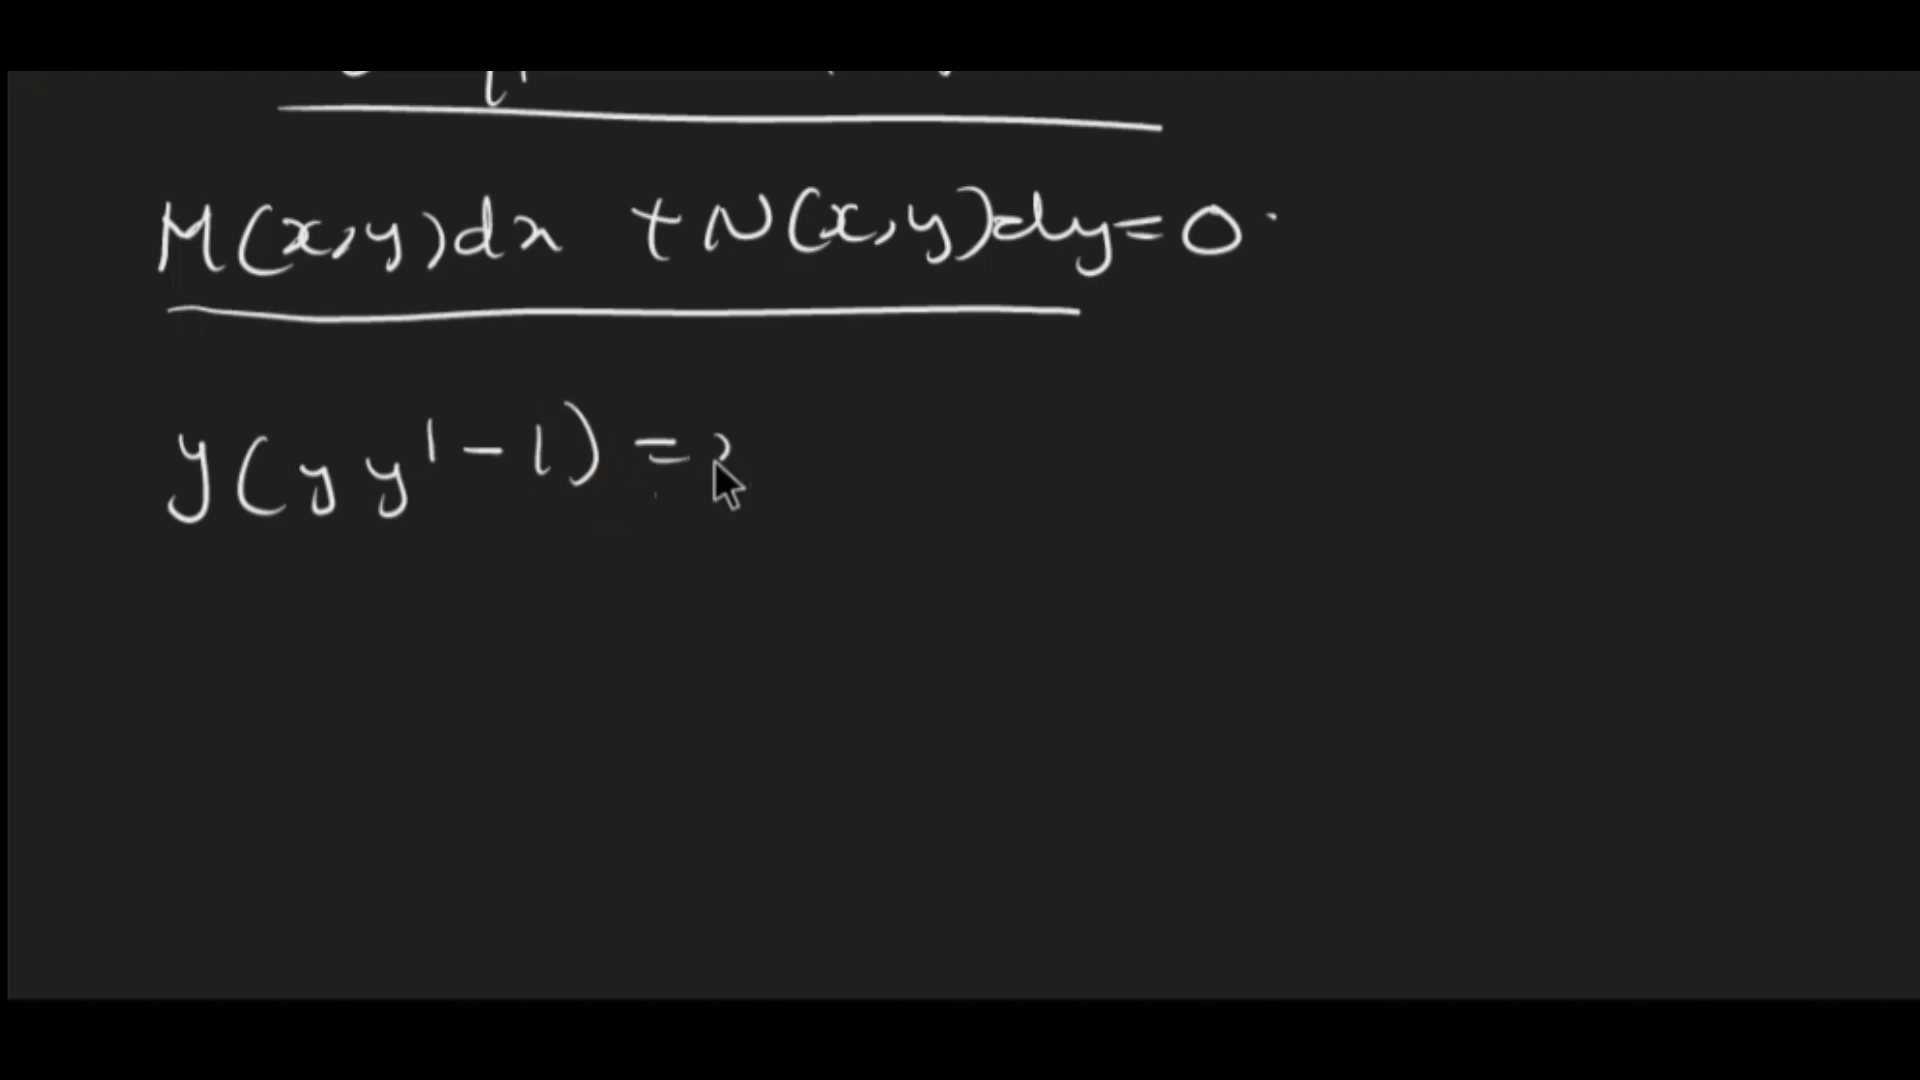 M(x,y)dx + N(x,y)dy = 0.
y(yy' - 1) =